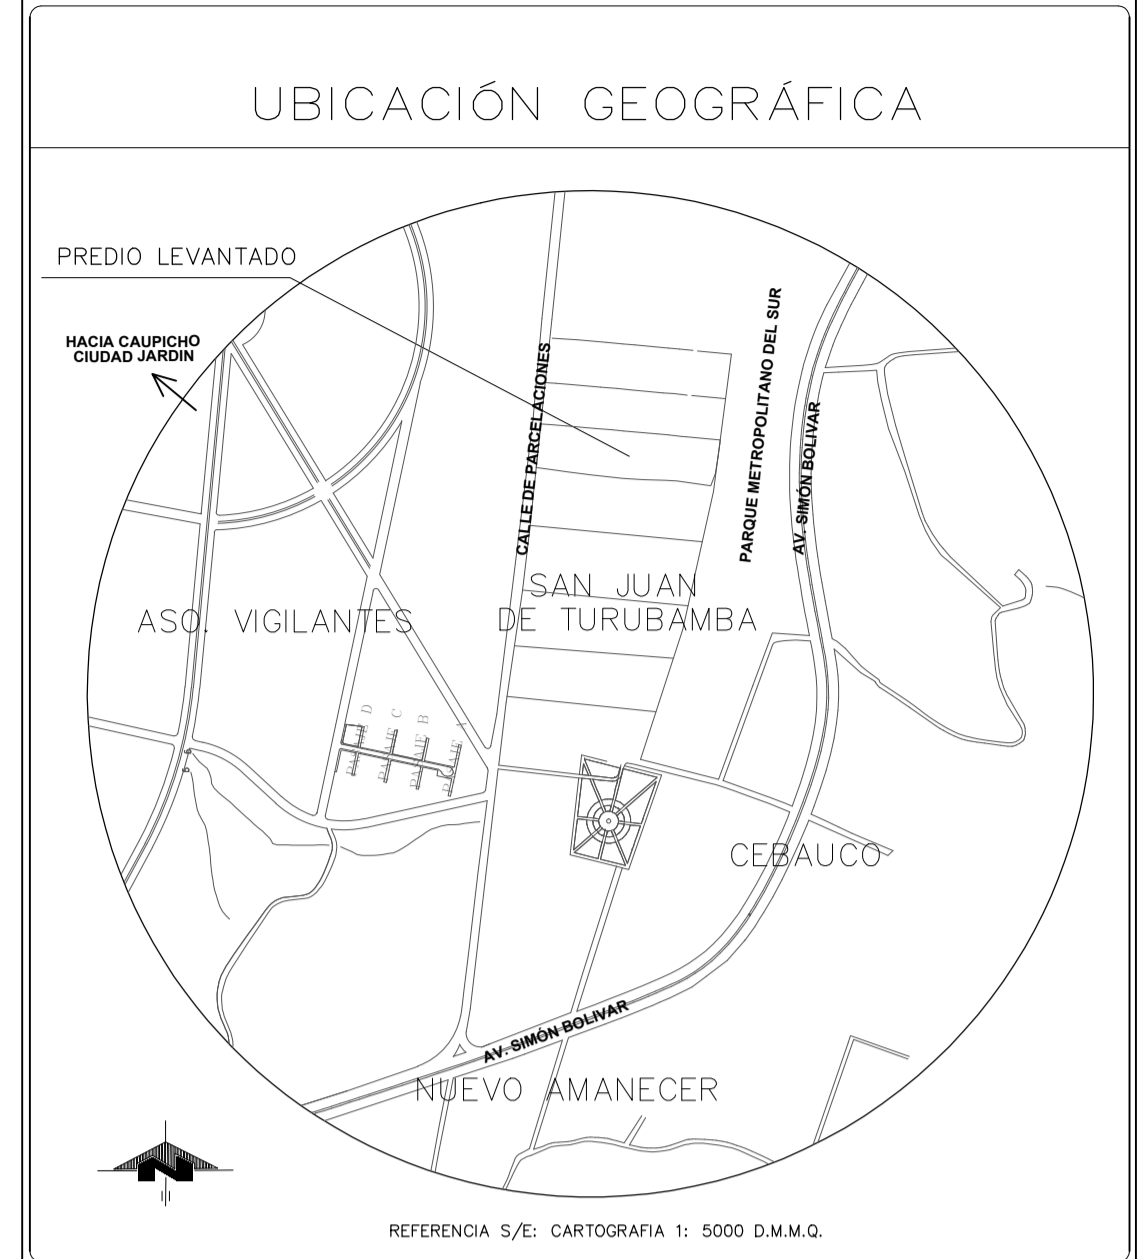 UBICACIÓN GEOGRÁFICA
PREDIO LEVANTADO
HACIA CAUPICHO
CIUDAD JARDIN
CALLE DE PARCELACIONES
PARQUE METROPOLITANO DEL SUR
AV. SIMÓN BOLIVAR
SAN JUAN
DE TURUBAMBA
ASO. VIGILANTES
CEBAUCO
AV. SIMÓN BOLIVAR
NUEVO AMANECER
N
REFERENCIA S/E: CARTOGRAFIA 1: 5000 D.M.M.Q.